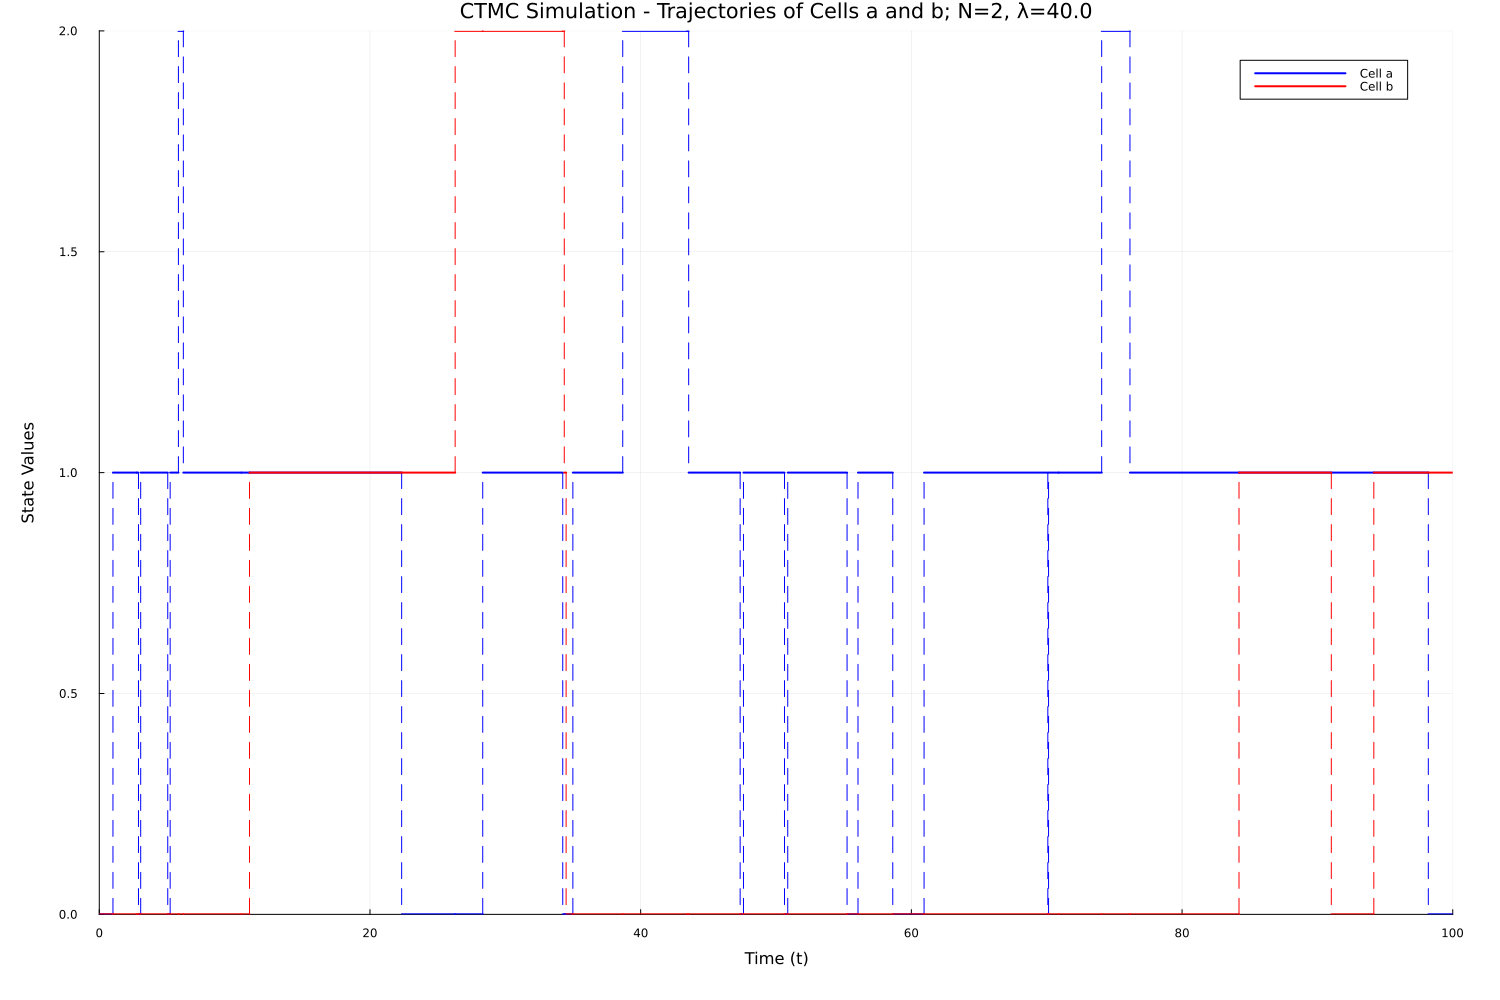 CTMC Simulation - Trajectories of Cells a and b; N=2, λ=40.0
Cell a
Cell b
State Values
2.0
1.5
1.0
0.5
0.0
0 20 40 60 80 100
Time (t)